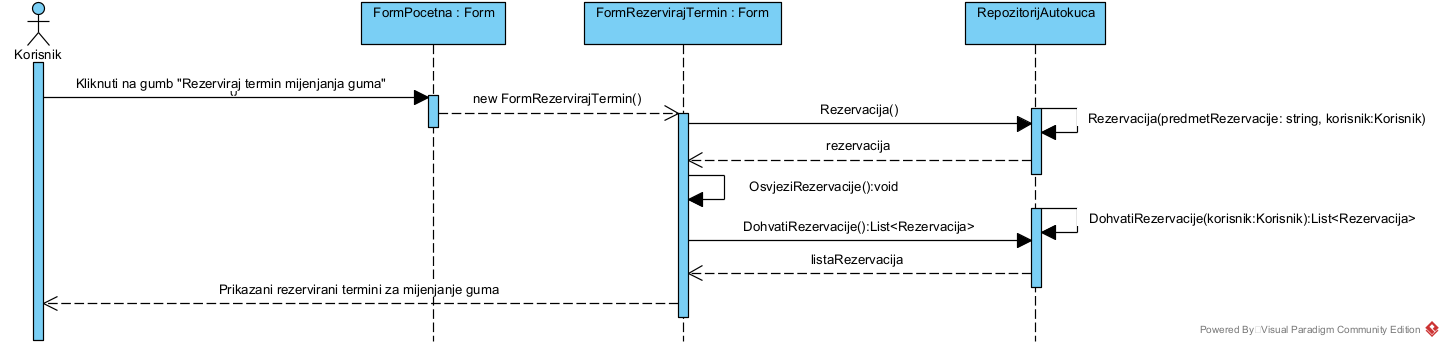 FormPocetna : Form
FormRezervirajTermin : Form
RepozitorijAutokuca
Korisnik
Kliknuti na gumb "Rezerviraj termin mijenjanja guma"
new FormRezervirajTermin()
Rezervacija()
Rezervacija(predmetRezervacije: string, korisnik:Korisnik)
rezervacija
OsvjeziRezervacije():void
DohvatiRezervacije():List<Rezervacija>
DohvatiRezervacije(korisnik:Korisnik):List<Rezervacija>
listaRezervacija
Prikazani rezervirani termini za mijenjanje guma
Powered By Visual Paradigm Community Edition